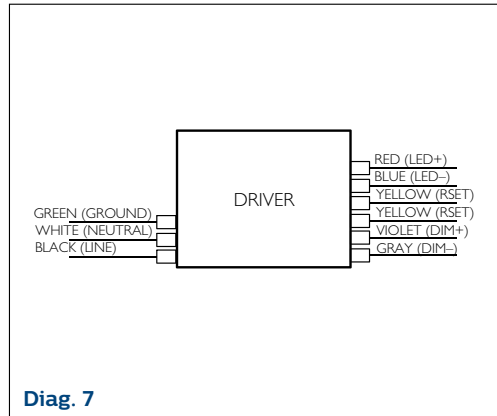 RED (LED+)
BLUE (LED–)
YELLOW (RSET)
DRIVER
YELLOW (RSET)
GREEN (GROUND)
WHITE (NEUTRAL)
VIOLET (DIM+)
BLACK (LINE)
GRAY (DIM–)
Diag. 7